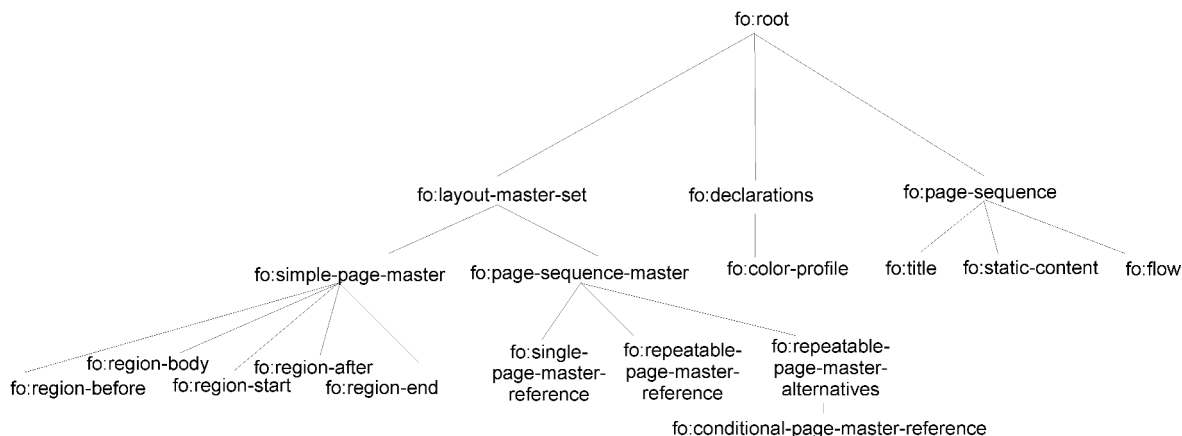 fo:root
fo:layout-master-set
fo:declarations
fo:page-sequence
fo:simple-page-master
fo:page-sequence-master
fo:color-profile
fo:title
fo:static-content
fo:flow
fo:region-before
fo:region-body
fo:region-start
fo:region-after
fo:region-end
fo:single-
page-master-
reference
fo:repeatable-
page-master-
reference
fo:repeatable-
page-master-
alternatives
fo:conditional-page-master-reference